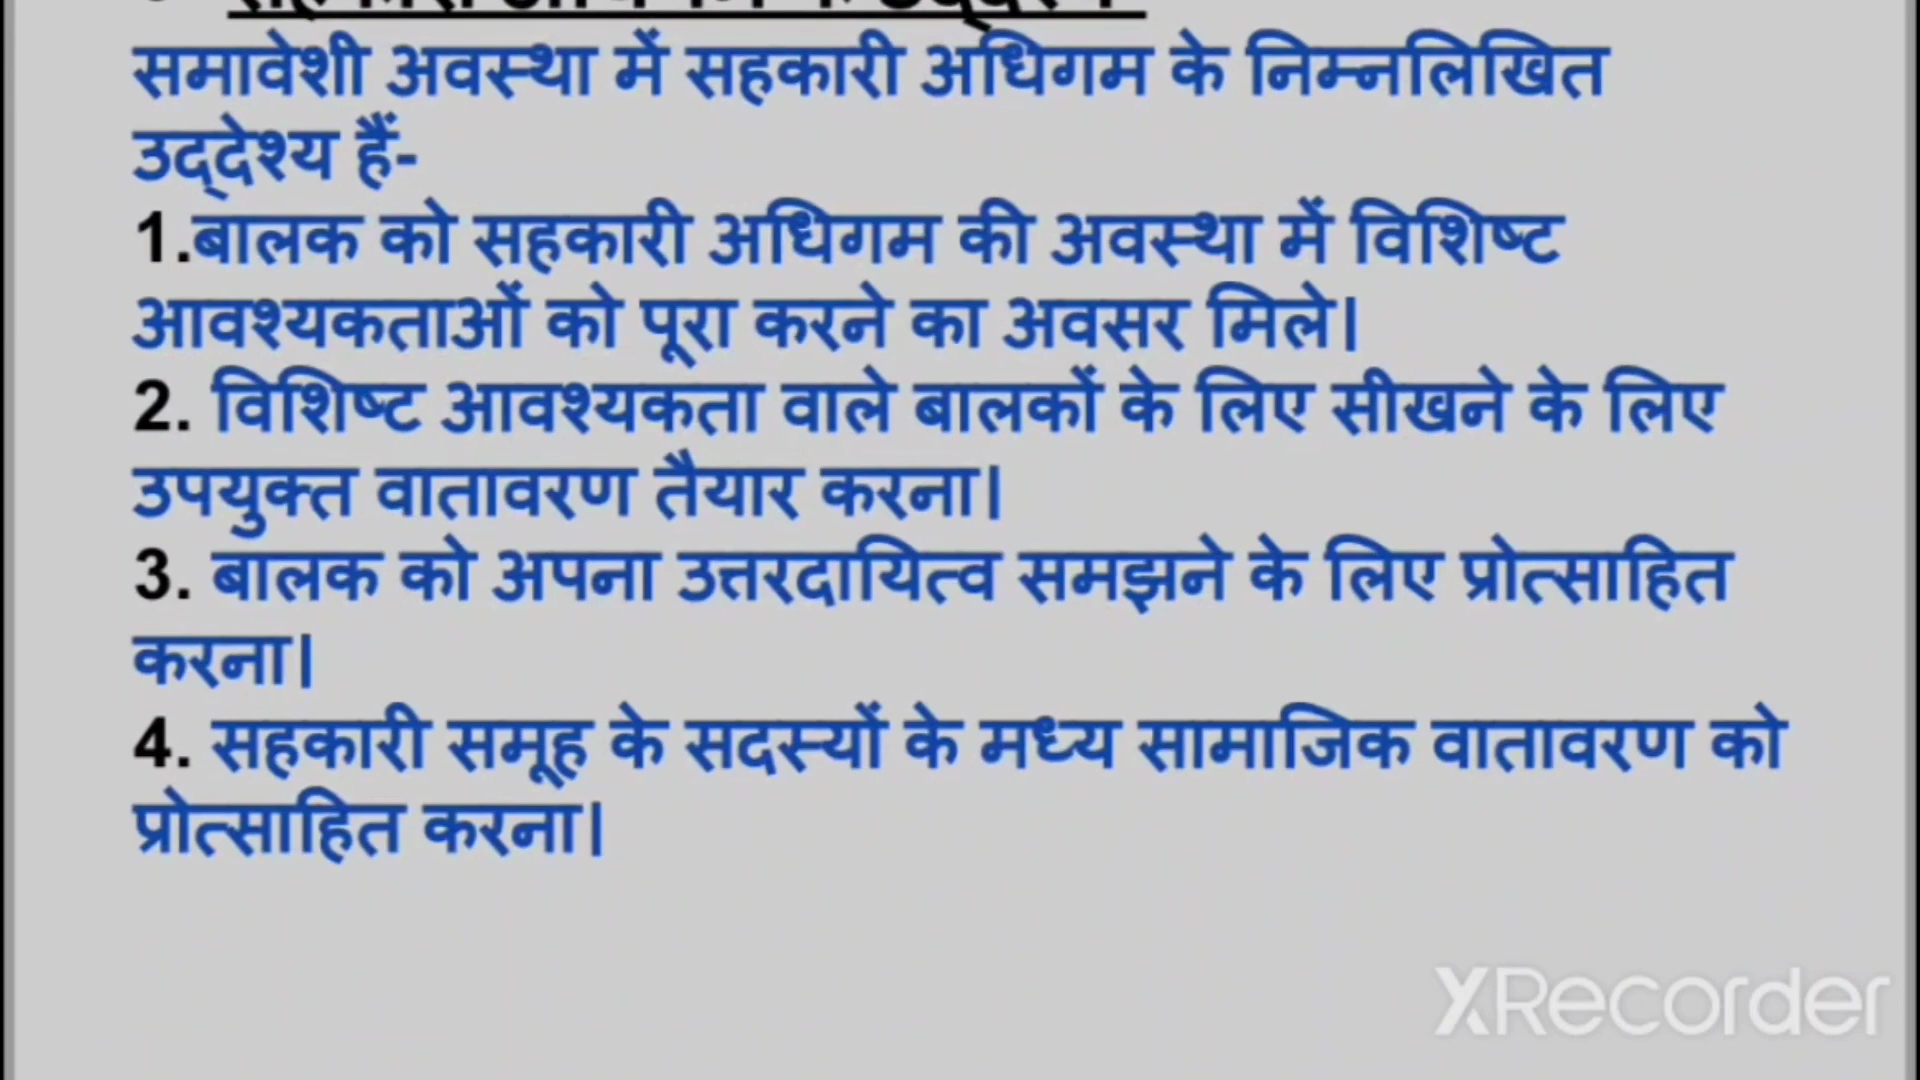 समावेशी अवस्था में सहकारी अधिगम के निम्नलिखित
उद्देश्य हैं-
1.बालक को सहकारी अधिगम की अवस्था में विशिष्ट
आवश्यकताओं को पूरा करने का अवसर मिले।
2. विशिष्ट आवश्यकता वाले बालकों के लिए सीखने के लिए
उपयुक्त वातावरण तैयार करना।
3. बालक को अपना उत्तरदायित्व समझने के लिए प्रोत्साहित
करना।
4. सहकारी समूह के सदस्यों के मध्य सामाजिक वातावरण को
प्रोत्साहित करना।
XRecorder